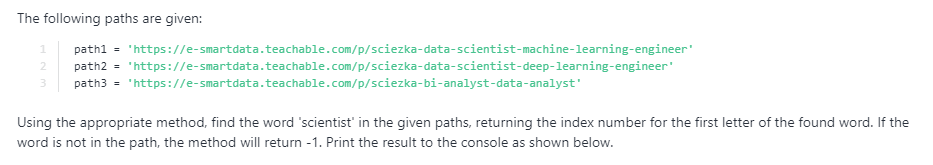 The following paths are given:
1 path1 = 'https://e-smartdata.teachable.com/p/sciezka-data-scientist-machine-learning-engineer'
2 path2 = 'https://e-smartdata.teachable.com/p/sciezka-data-scientist-deep-learning-engineer'
3 path3 = 'https://e-smartdata.teachable.com/p/sciezka-bi-analyst-data-analyst'
Using the appropriate method, find the word 'scientist' in the given paths, returning the index number for the first letter of the found word. If the
word is not in the path, the method will return -1. Print the result to the console as shown below.